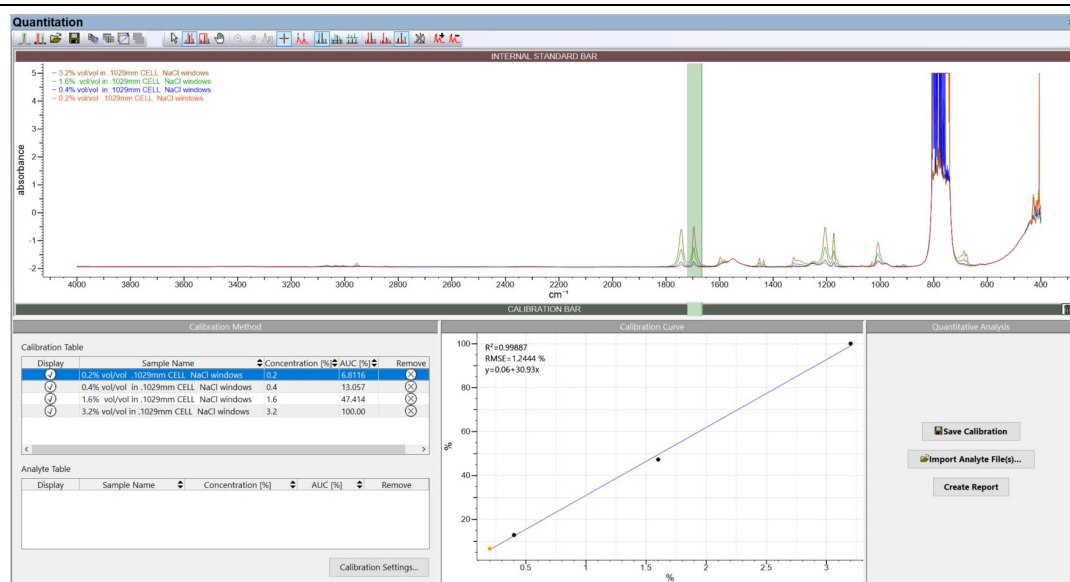 Quantitation
INTERNAL STANDARD BAR
3.2% vol/vol in .1029mm CELL NaCl windows
1.6% vol/vol in .1029mm CELL NaCl windows
0.4% vol/vol in .1029mm CELL NaCl windows
0.2% vol/vol .1029mm CELL NaCl windows
absorbance
5
4
3
2
1
0
-1
-2
4000 3800 3600 3400 3200 3000 2800 2600 2400 2200 2000 1800 1600 1400 1200 1000 800 600 400
cm⁻¹
CALIBRATION BAR
Calibration Method
Calibration Table
Display Sample Name Concentration [%] AUC [%] Remove
0.2% vol/vol .1029mm CELL NaCl windows 0.2 6.8116
0.4% vol/vol in .1029mm CELL NaCl windows 0.4 13.057
1.6% vol/vol in .1029mm CELL NaCl windows 1.6 47.414
3.2% vol/vol in .1029mm CELL NaCl windows 3.2 100.00
Analyte Table
Display Sample Name Concentration [%] AUC [%] Remove
Calibration Settings...
Calibration Curve
R²=0.99887
RMSE=1.2444 %
y=0.06+30.93x
%
100
80
60
40
20
0.5 1 1.5 2 2.5 3
%
Quantitative Analysis
Save Calibration
Import Analyte File(s)...
Create Report